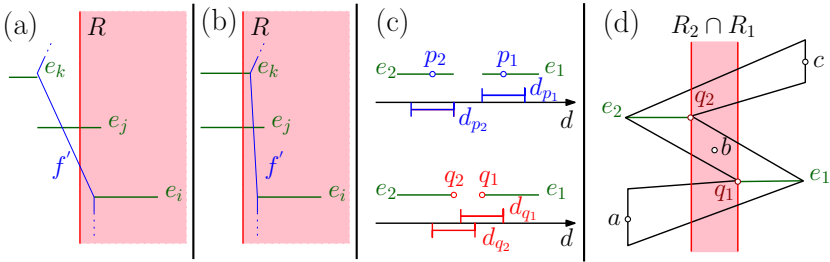 (a) R
e_k
e_j
f'
e_i
(b) R
e_k
e_j
f'
e_i
(c)
p_2 p_1
e_2 e_1
d_{p_1}
d_{p_2} d
q_2 q_1
e_2 e_1
d_{q_1}
d_{q_2} d
(d) R_2 ∩ R_1
c
e_2 q_2
b
e_1
q_1
a